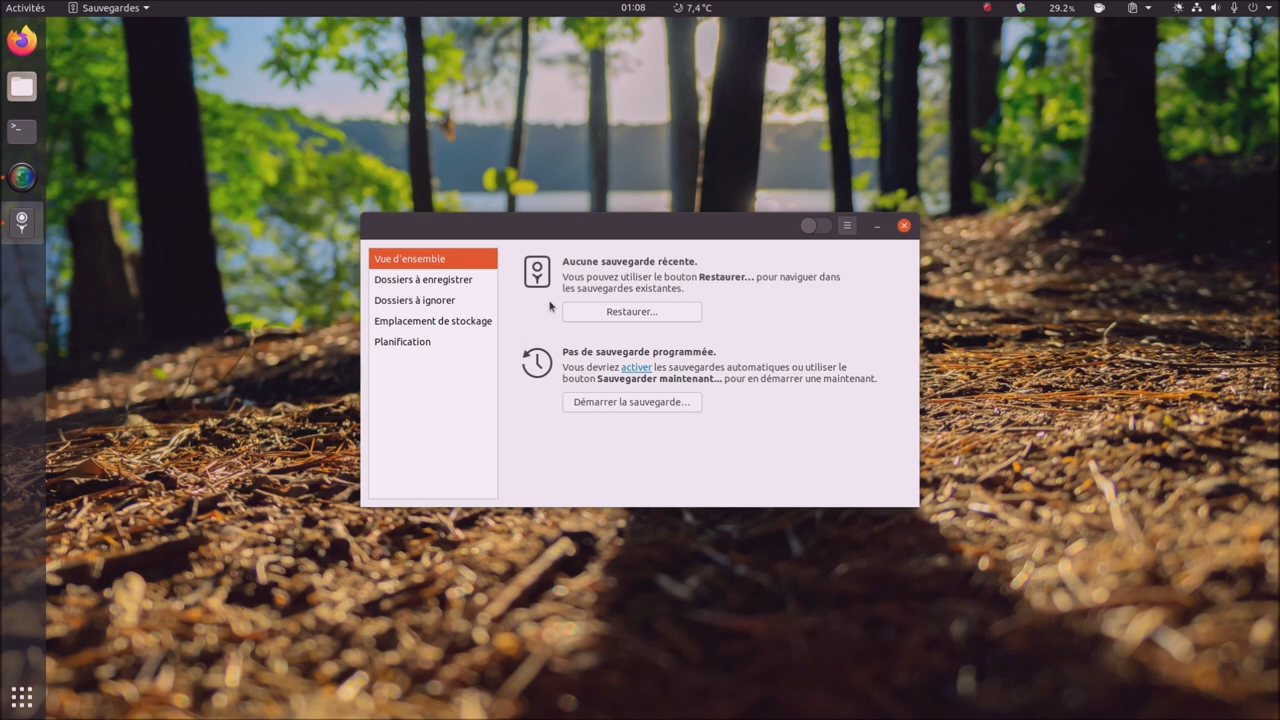 Activités
Sauvegardes
01:08
7,4 °C
29.2%
Vue d'ensemble
Dossiers à enregistrer
Dossiers à ignorer
Emplacement de stockage
Planification
Aucune sauvegarde récente.
Vous pouvez utiliser le bouton Restaurer... pour naviguer dans
les sauvegardes existantes.
Restaurer...
Pas de sauvegarde programmée.
Vous devriez activer les sauvegardes automatiques ou utiliser le
bouton Sauvegarder maintenant... pour en démarrer une maintenant.
Démarrer la sauvegarde...